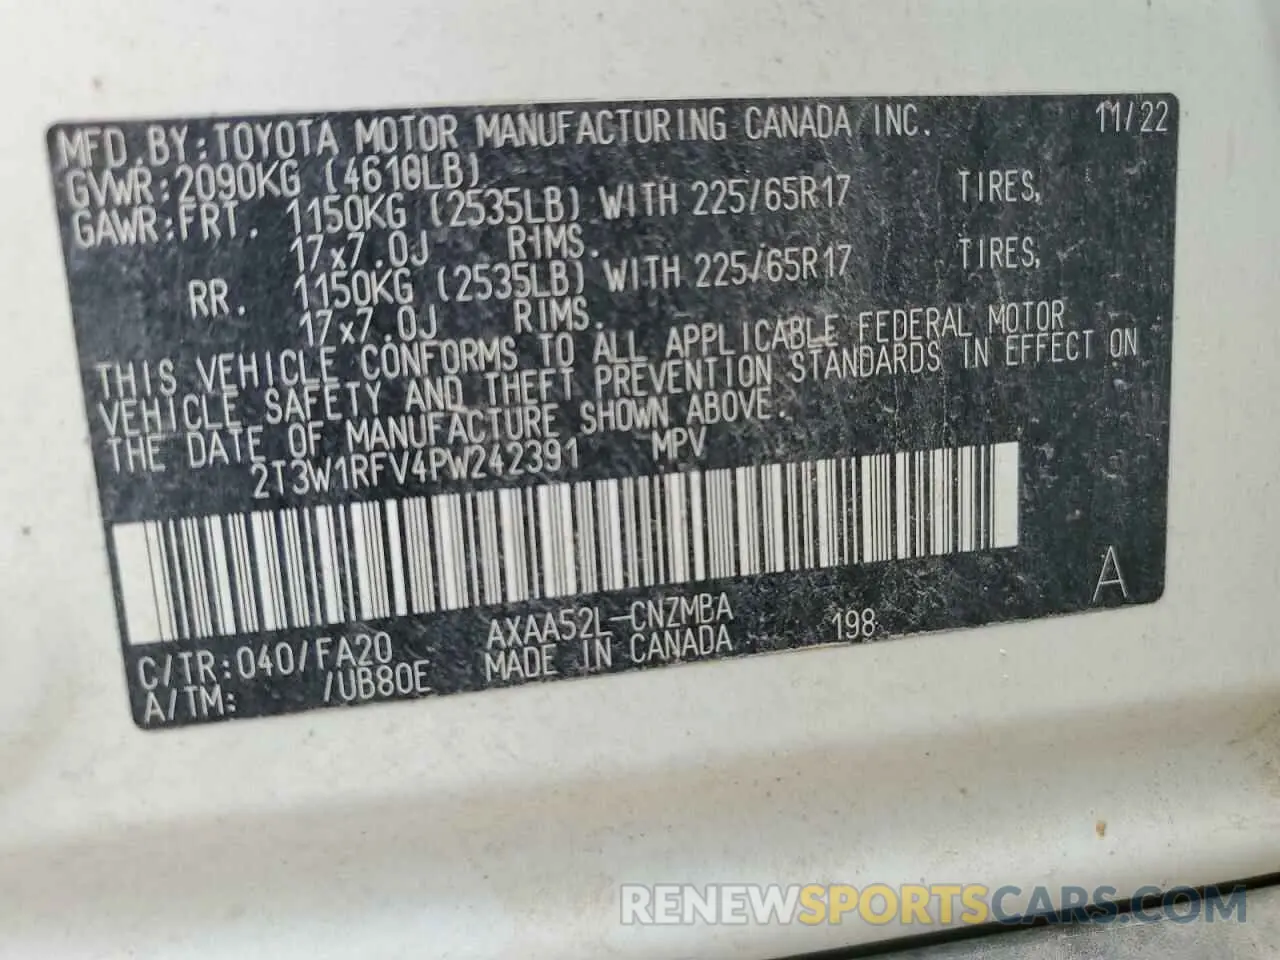 MFD.BY:TOYOTA MOTOR MANUFACTURING CANADA INC. 11/22
GVWR:2090KG (4610LB)
GAWR:FRT. 1150KG (2535LB) WITH 225/65R17 TIRES,
17x7.0J RIMS.
RR. 1150KG (2535LB) WITH 225/65R17 TIRES,
17x7.0J RIMS.
THIS VEHICLE CONFORMS TO ALL APPLICABLE FEDERAL MOTOR
VEHICLE SAFETY AND THEFT PREVENTION STANDARDS IN EFFECT ON
THE DATE OF MANUFACTURE SHOWN ABOVE.
2T3W1RFV4PW242391 MPV
A
C/TR:040/FA20 AXAA52L-CNZMBA 198
A/TM: /UB80E MADE IN CANADA
RENEWSPORTSCARS.COM